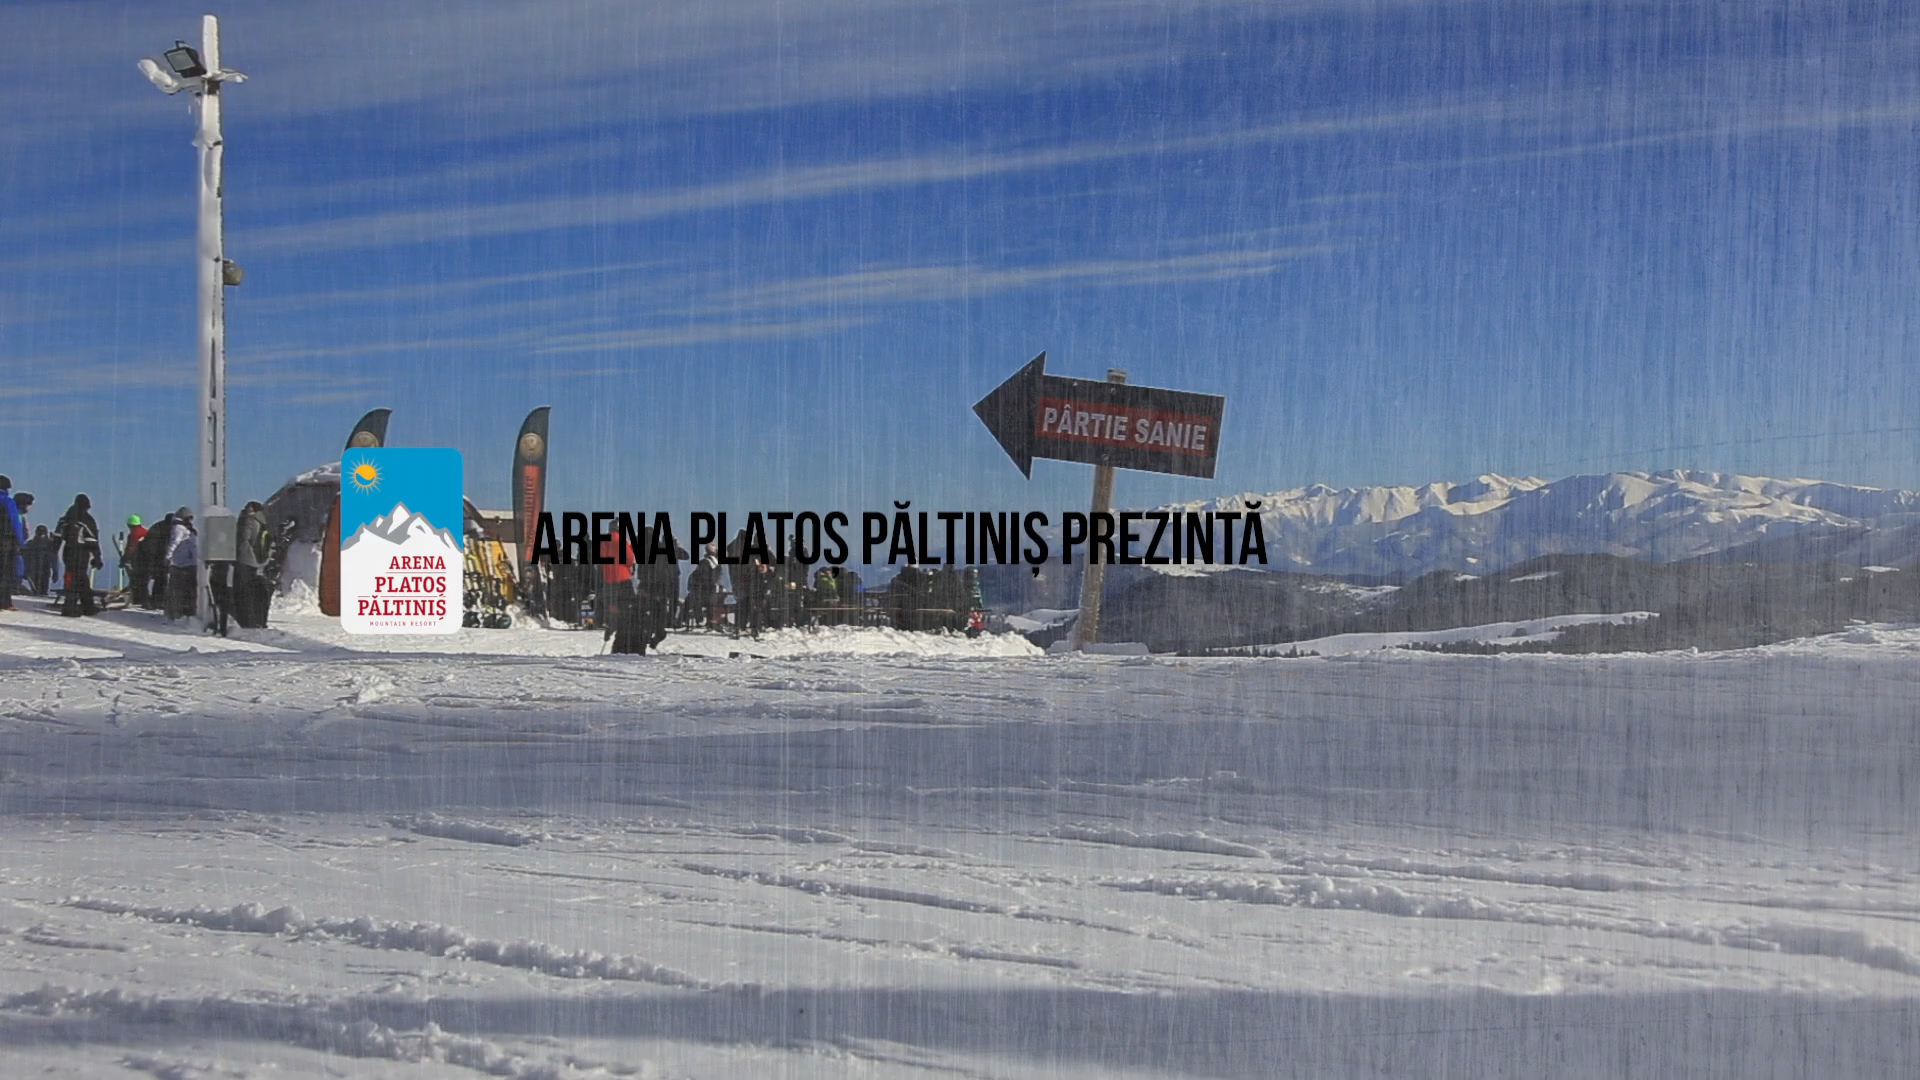 PÂRTIE SANIE
ARENA PLATOȘ PĂLTINIȘ PREZINTĂ
ARENA
PLATOȘ
PĂLTINIȘ
MOUNTAIN RESORT